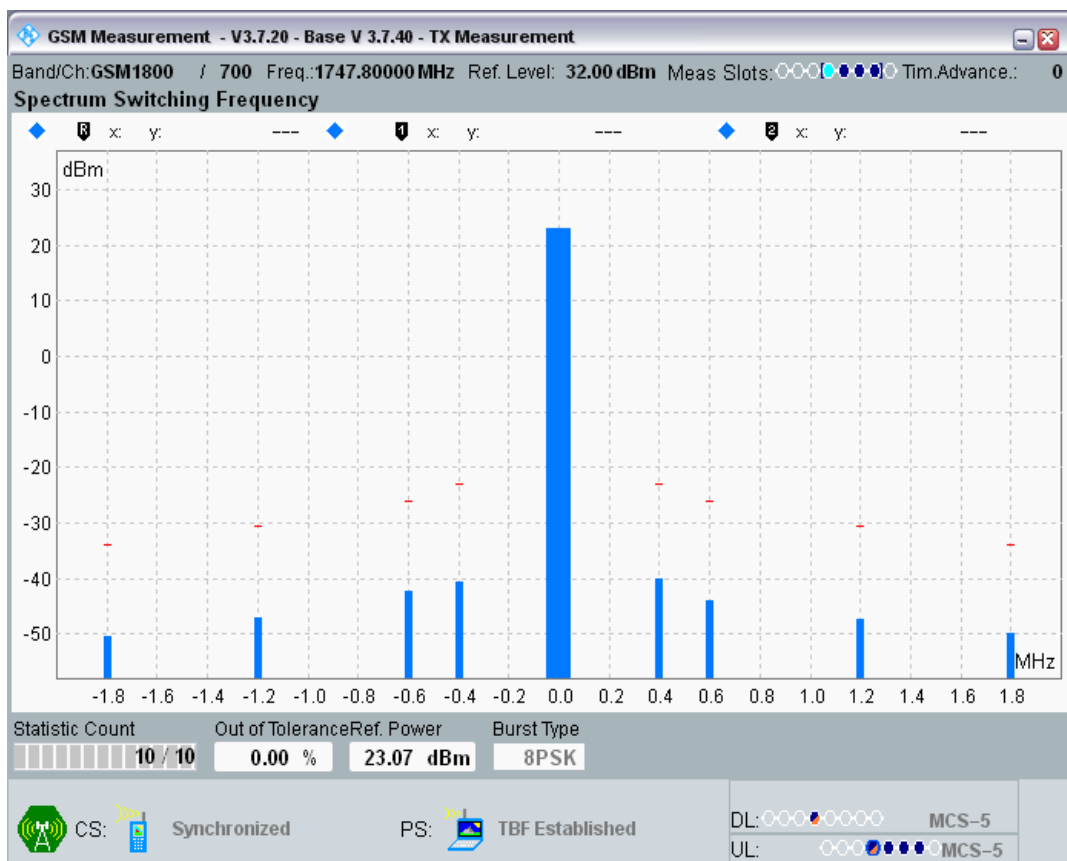 GSM Measurement - V3.7.20 - Base V 3.7.40 - TX Measurement
Band/Ch:GSM1800 / 700 Freq.:1747.80000 MHz Ref. Level: 32.00 dBm Meas Slots: Tim.Advance.: 0
Spectrum Switching Frequency
R x: y: --- 1 x: y: --- 2 x: y: ---
dBm
30
20
10
0
-10
-20
-30
-40
-50
MHz
-1.8 -1.6 -1.4 -1.2 -1.0 -0.8 -0.6 -0.4 -0.2 0.0 0.2 0.4 0.6 0.8 1.0 1.2 1.4 1.6 1.8
Statistic Count Out of Tolerance Ref. Power Burst Type
10 / 10 0.00 % 23.07 dBm 8PSK
CS: Synchronized PS: TBF Established
DL: MCS-5
UL: MCS-5